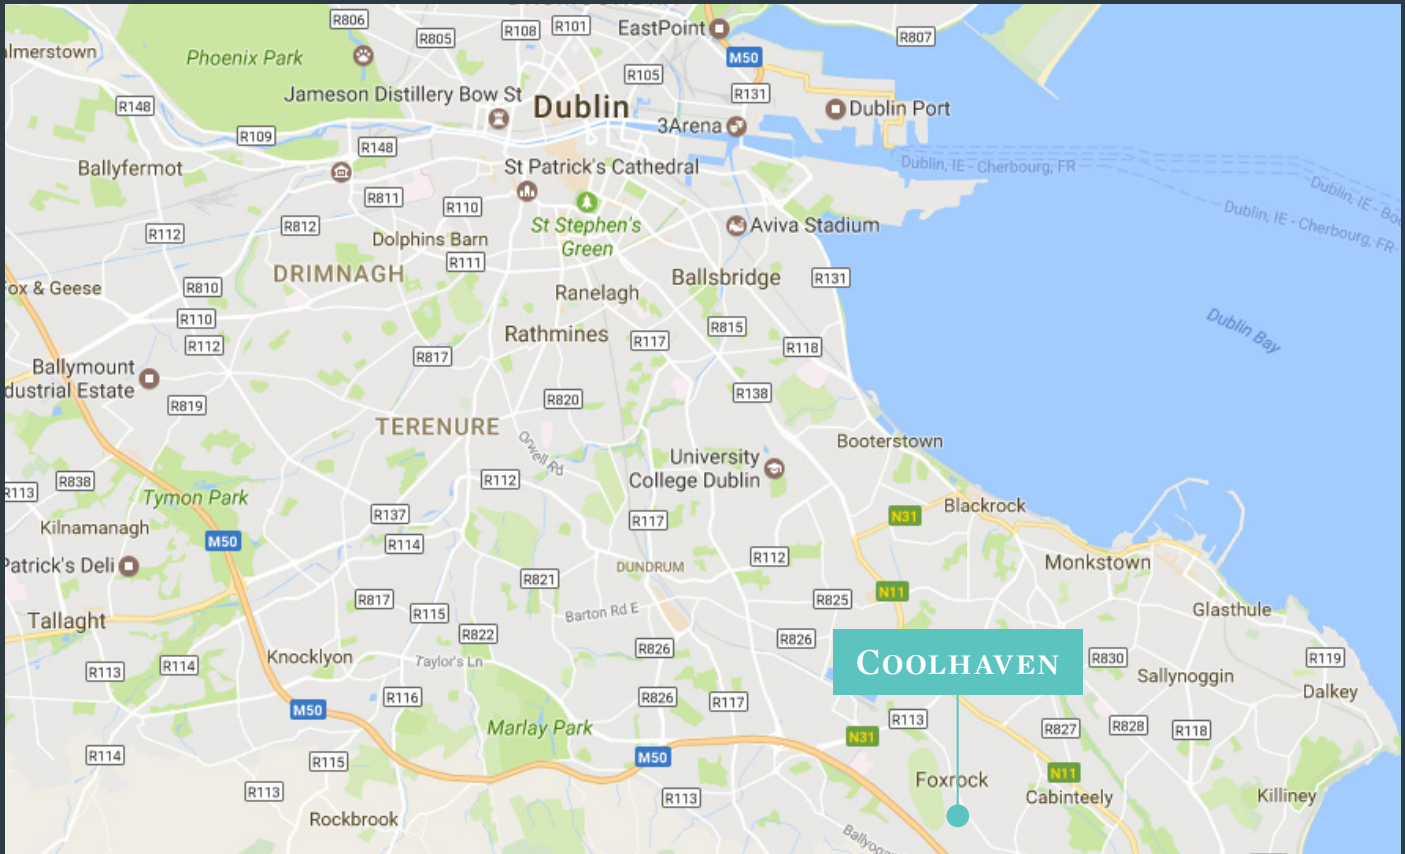 R806
R108
R101
EastPoint
R805
R807
almerstown
Phoenix Park
M50
R105
Jameson Distillery Bow St
R131
R148
Dublin
Dublin Port
3Arena
R109
R148
Ballyfermot
St Patrick's Cathedral
Dublin, IE - Cherbourg, FR
Dublin, IE - Bo
R811
R110
Dublin, IE - Cherbourg, FR
R812
St Stephen's
Green
Aviva Stadium
R112
Dolphins Barn
R111
DRIMNAGH
Ballsbridge
R131
ox & Geese
R810
Ranelagh
R110
Dublin Bay
R815
Rathmines
R117
R112
R118
R817
Ballymount
dustrial Estate
R138
R819
R820
TERENURE
Orwell Rd
Booterstown
University
College Dublin
R838
R112
R113
Tymon Park
Blackrock
R137
N31
R117
Kilnamanagh
M50
R114
R112
Patrick's Deli
DUNDRUM
Monkstown
R821
N11
R817
R825
Tallaght
R115
Barton Rd E
Glasthule
R822
R826
R826
Knocklyon
Taylor's Ln
COOLHAVEN
R830
R119
R113
R114
Sallynoggin
Dalkey
R116
R826
R117
M50
R113
Marlay Park
R827
R828
R118
N31
R114
R115
M50
N11
Foxrock
R113
R113
Cabinteely
Killiney
Rockbrook
Ballyoga